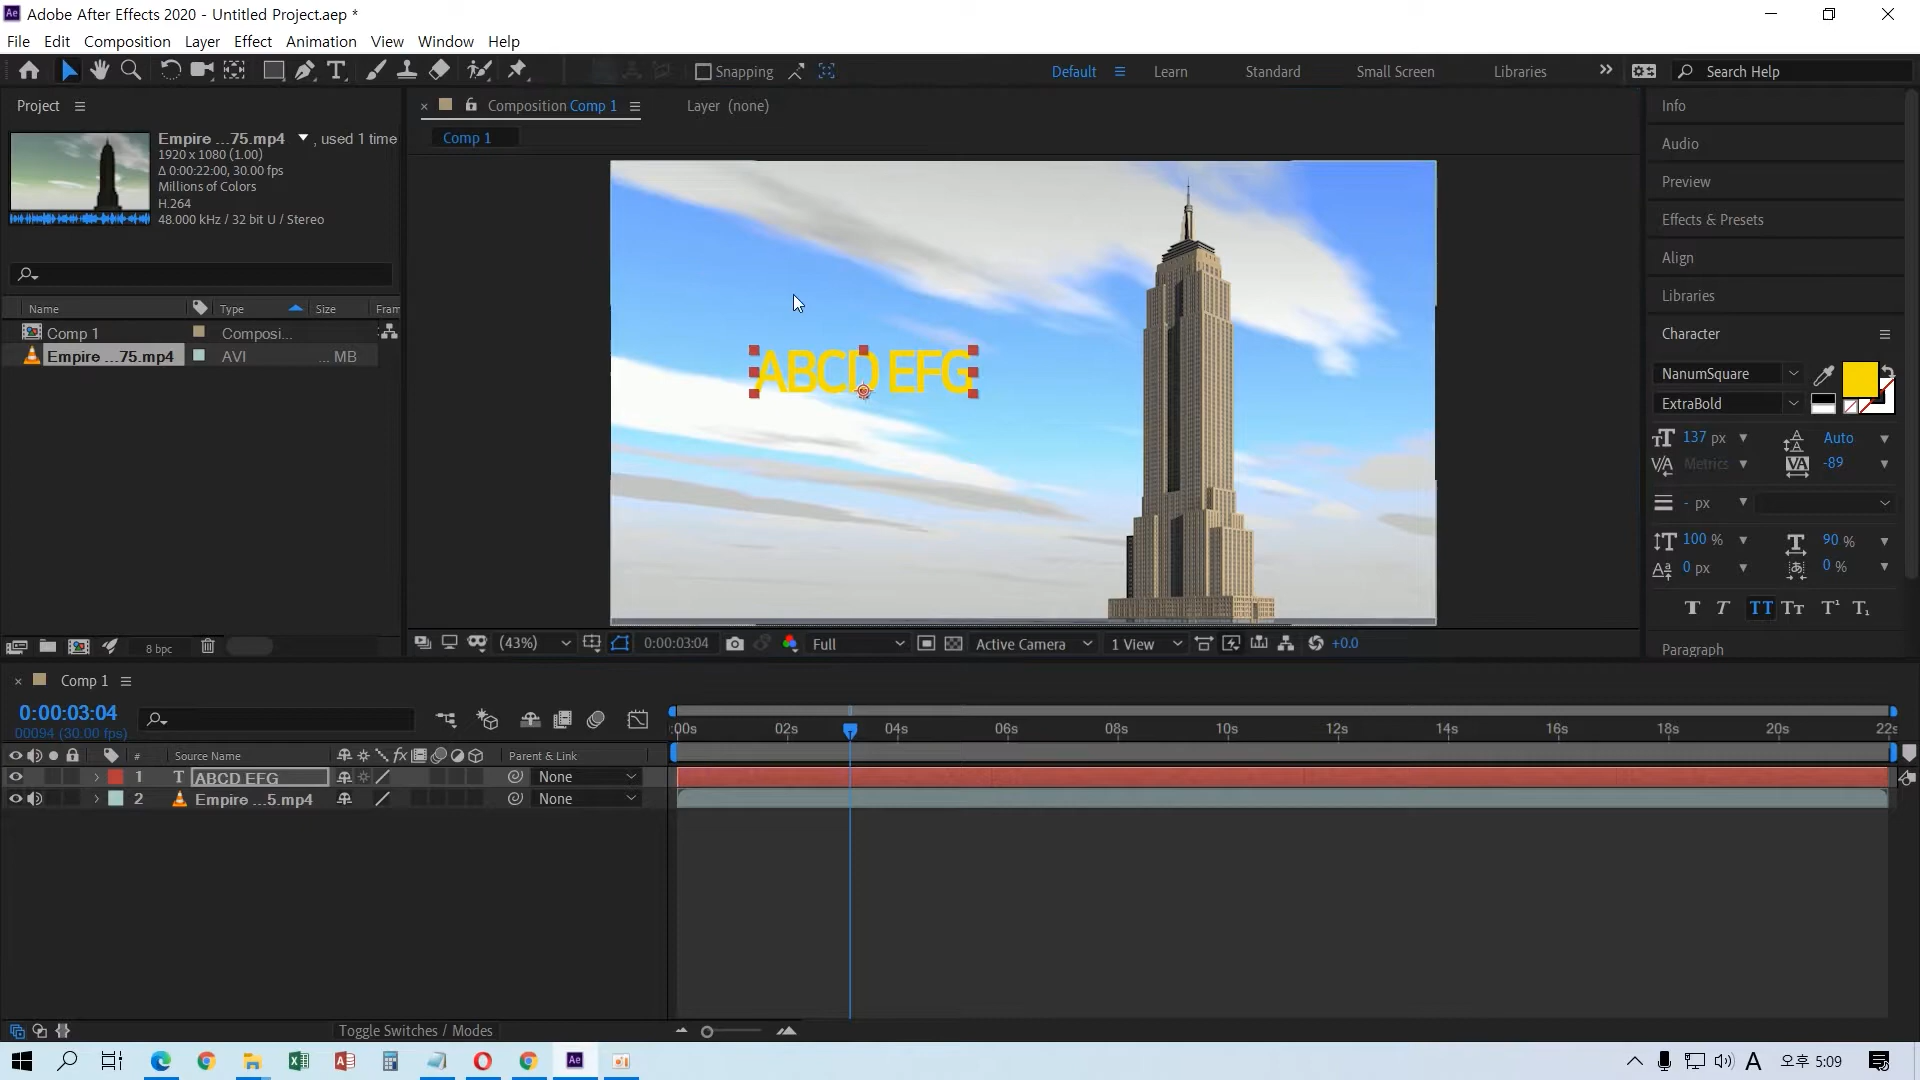 Adobe After Effects 2020 - Untitled Project.aep *
File Edit Composition Layer Effect Animation View Window Help
Snapping Default Learn Standard Small Screen Libraries Search Help
Project
Empire ...75.mp4 , used 1 time
1920 x 1080 (1.00)
Δ 0:00:22:00, 30.00 fps
Millions of Colors
H.264
48.000 kHz / 32 bit U / Stereo
Name Type Size Fram
Comp 1 Composi...
Empire ...75.mp4 AVI ... MB
8 bpc
Composition Comp 1 Layer (none)
Comp 1
ABCD EFG
(43%) 0:00:03:04 Full Active Camera 1 View +0.0
Info
Audio
Preview
Effects & Presets
Align
Libraries
Character
NanumSquare
ExtraBold
137 px Auto
Metrics -89
- px
100 % 90 %
0 px 0 %
Paragraph
Comp 1
0:00:03:04
00094 (30.00 fps)
:00s 02s 04s 06s 08s 10s 12s 14s 16s 18s 20s 22s
# Source Name Parent & Link
1 ABCD EFG None
2 Empire ...5.mp4 None
Toggle Switches / Modes
A 오후 5:09